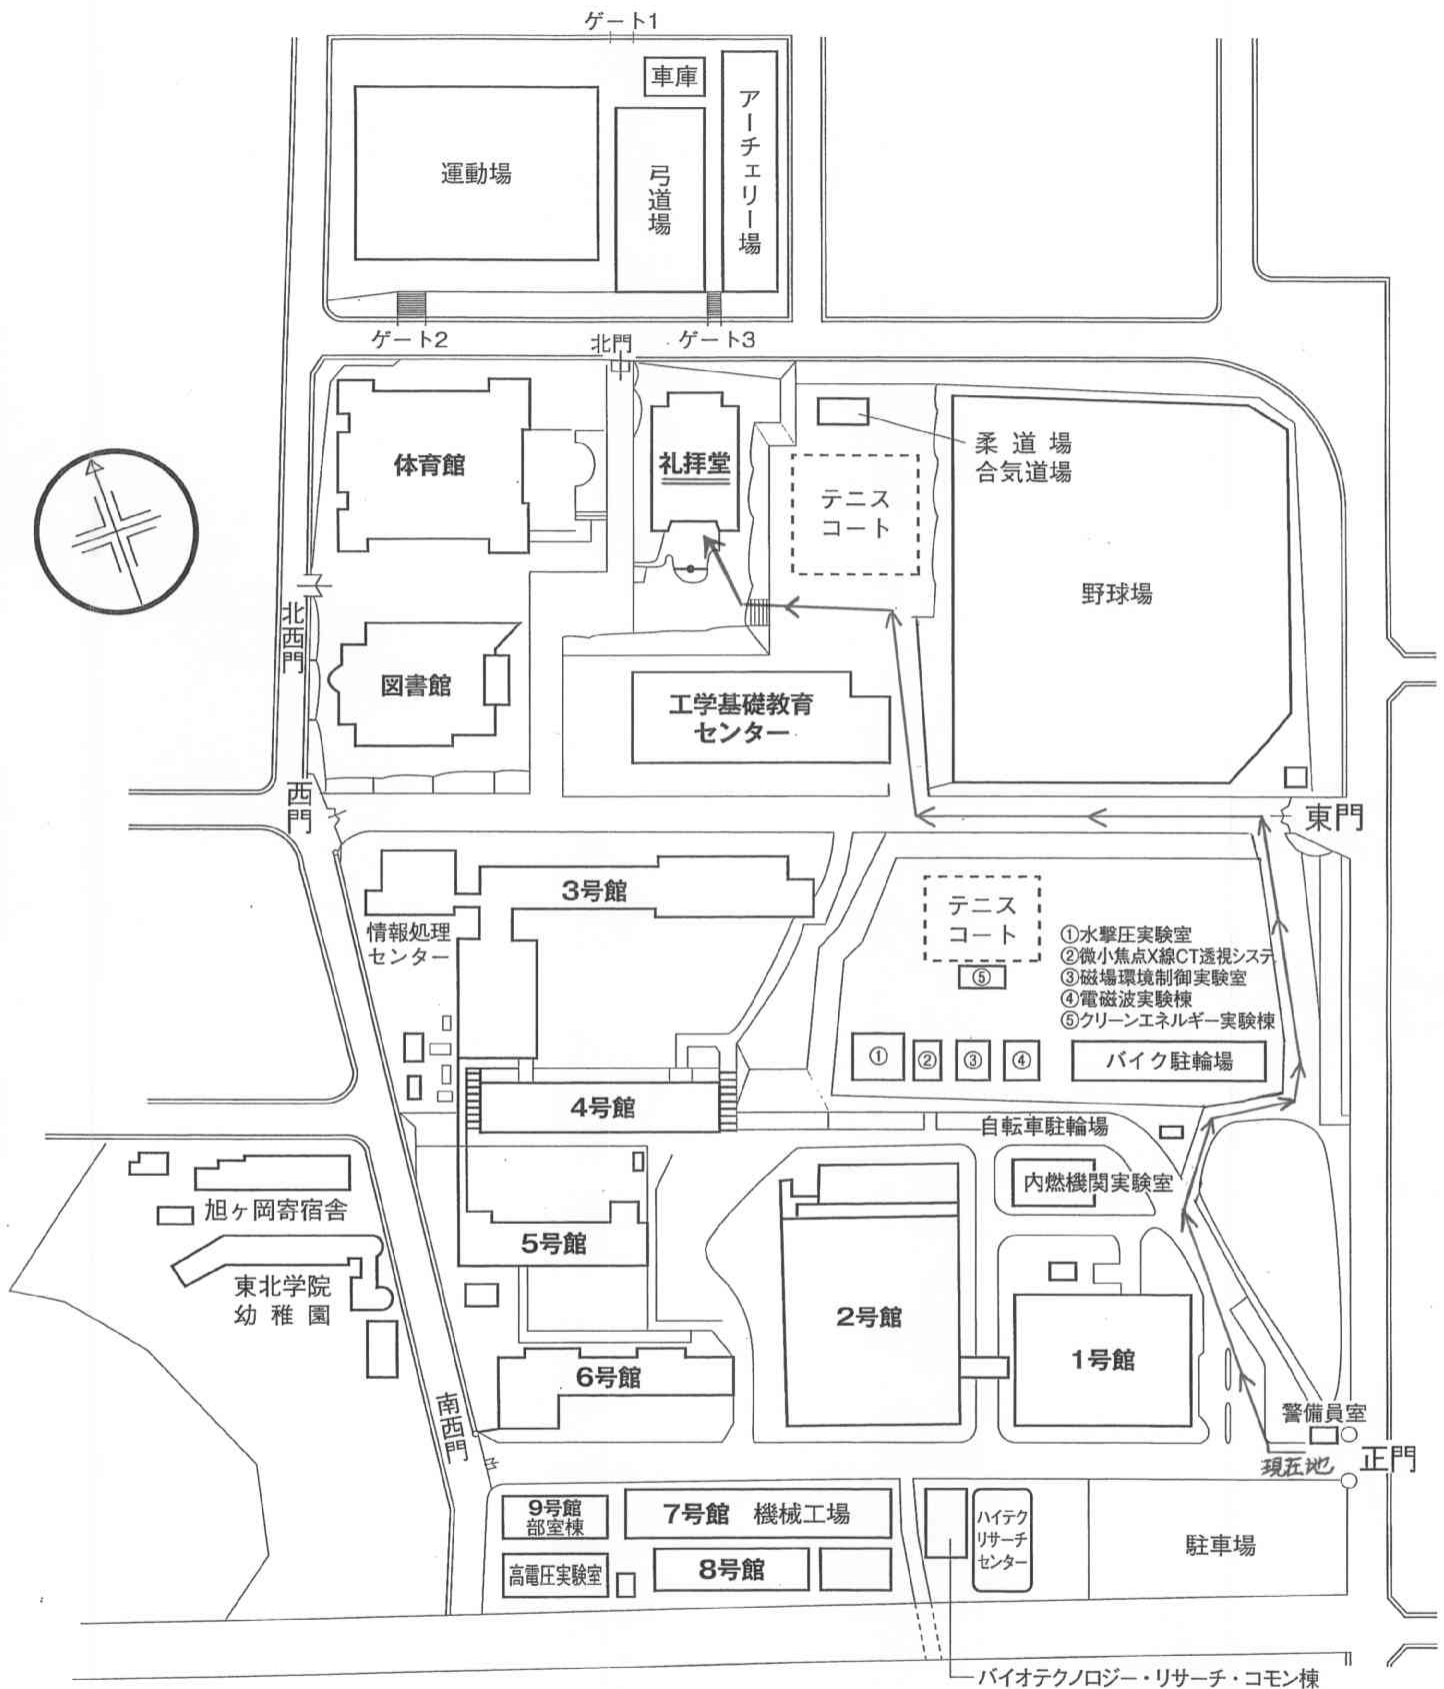 ゲート1
車庫
アーチェリー場
運動場
弓道場
ゲート2
北門
ゲート3
体育館
礼拝堂
柔道場
合気道場
テニス
コート
野球場
北西門
図書館
工学基礎教育
センター
西門
東門
3号館
情報処理
センター
テニス
コート
⑤
①水撃圧実験室
②微小焦点X線CT透視システ
③磁場環境制御実験室
④電磁波実験棟
⑤クリーンエネルギー実験棟
①
②
③
④
バイク駐輪場
4号館
自転車駐輪場
内燃機関実験室
旭ヶ岡寄宿舎
5号館
東北学院
幼稚園
2号館
1号館
6号館
南西門
警備員室
正門
現在地
9号館
部室棟
7号館 機械工場
ハイテク
リサーチ
センター
駐車場
高電圧実験室
8号館
バイオテクノロジー・リサーチ・コモン棟